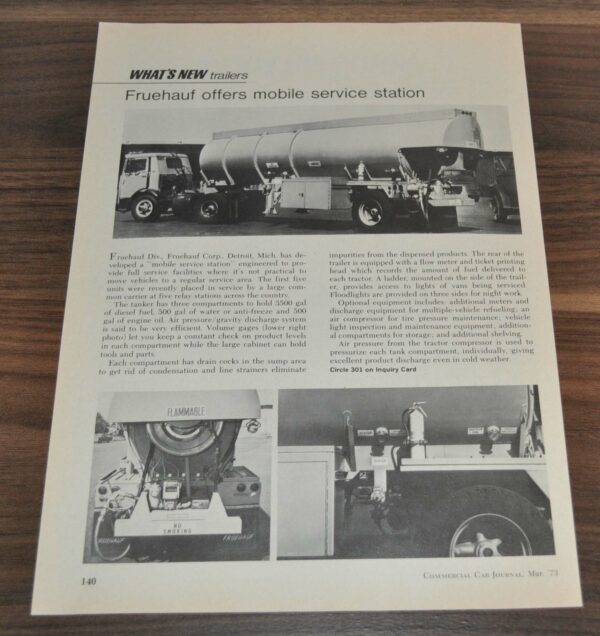 WHAT'S NEW trailers
Fruehauf offers mobile service station
Fruehauf Div., Fruehauf Corp., Detroit, Mich. has de-
veloped a "mobile service station" engineered to pro-
vide full service facilities where it's not practical to
move vehicles to a regular service area. The first five
units were recently placed in service by a large com-
mon carrier at five relay stations across the country.
The tanker has three compartments to hold 5500 gal
of diesel fuel, 500 gal of water or anti-freeze and 500
gal of engine oil. Air pressure/gravity discharge system
is said to be very efficient. Volume gages (lower right
photo) let you keep a constant check on product levels
in each compartment while the large cabinet can hold
tools and parts.
Each compartment has drain cocks in the sump area
to get rid of condensation and line strainers eliminate
impurities from the dispensed products. The rear of the
trailer is equipped with a flow meter and ticket printing
head which records the amount of fuel delivered to
each tractor. A ladder, mounted on the side of the trail-
er, provides access to lights of vans being serviced.
Floodlights are provided on three sides for night work.
Optional equipment includes: additional meters and
discharge equipment for multiple-vehicle refueling; an
air compressor for tire pressure maintenance; vehicle
light inspection and maintenance equipment; addition-
al compartments for storage; and additional shelving.
Air pressure from the tractor compressor is used to
pressurize each tank compartment, individually, giving
excellent product discharge even in cold weather.
Circle 301 on Inquiry Card
FLAMMABLE
NO
SMOKING
FRUEHAUF FRUEHAUF
140
COMMERCIAL CAR JOURNAL, Mar. '73